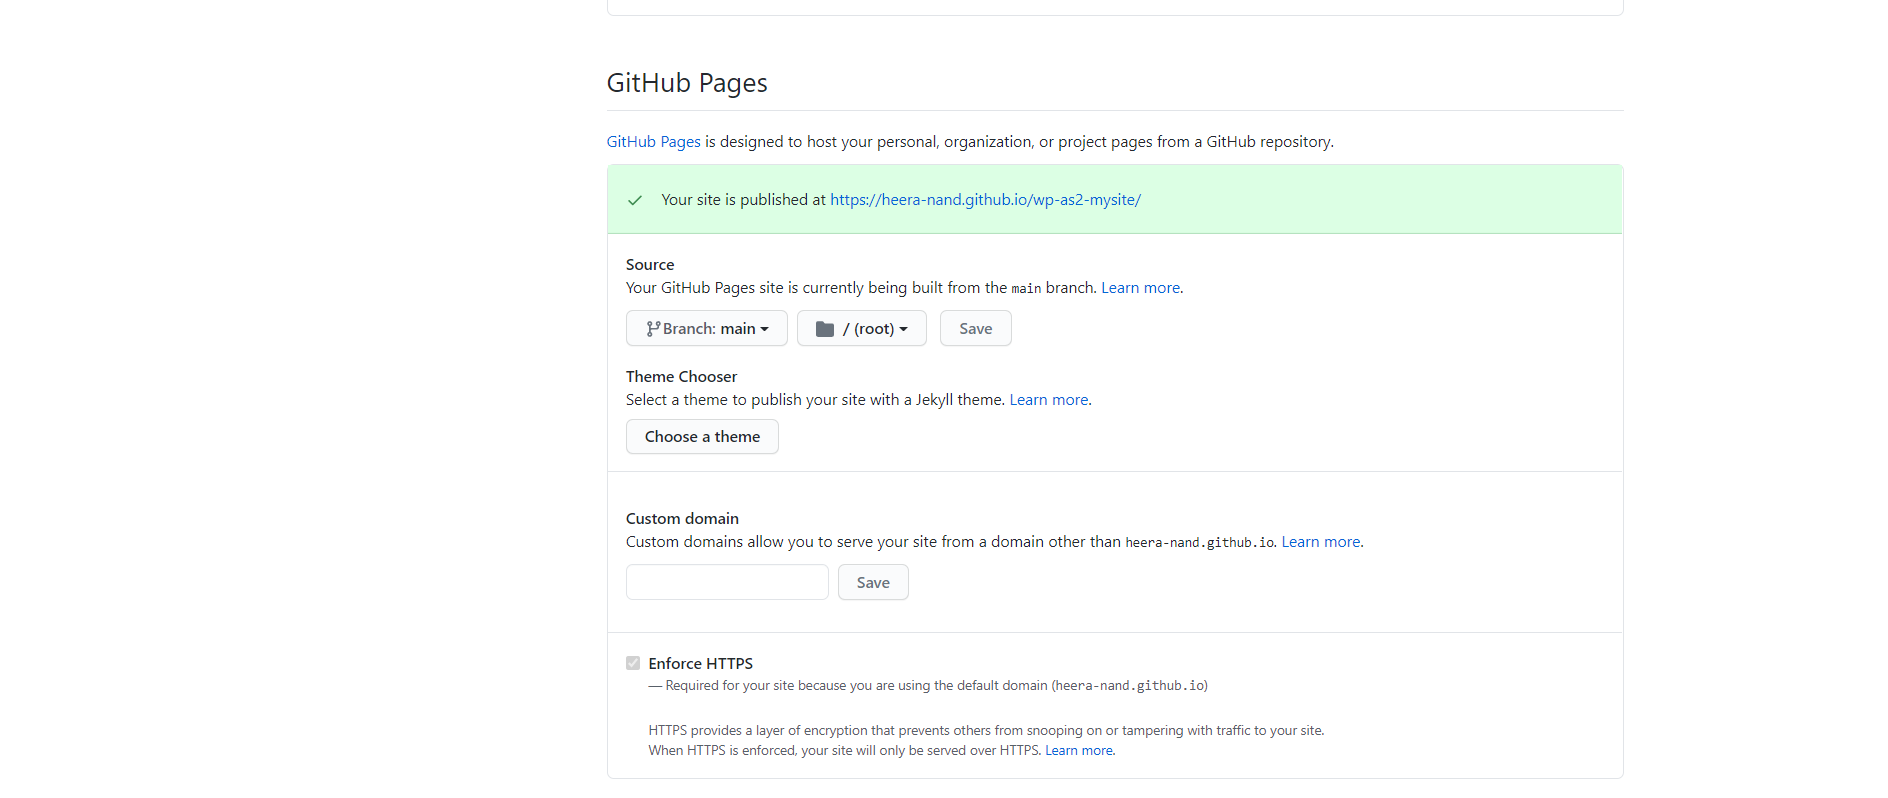 GitHub Pages
GitHub Pages is designed to host your personal, organization, or project pages from a GitHub repository.
Your site is published at https://heera-nand.github.io/wp-as2-mysite/
Source
Your GitHub Pages site is currently being built from the main branch. Learn more.
Branch: main / (root) Save
Theme Chooser
Select a theme to publish your site with a Jekyll theme. Learn more.
Choose a theme
Custom domain
Custom domains allow you to serve your site from a domain other than heera-nand.github.io. Learn more.
Save
Enforce HTTPS
— Required for your site because you are using the default domain (heera-nand.github.io)
HTTPS provides a layer of encryption that prevents others from snooping on or tampering with traffic to your site.
When HTTPS is enforced, your site will only be served over HTTPS. Learn more.